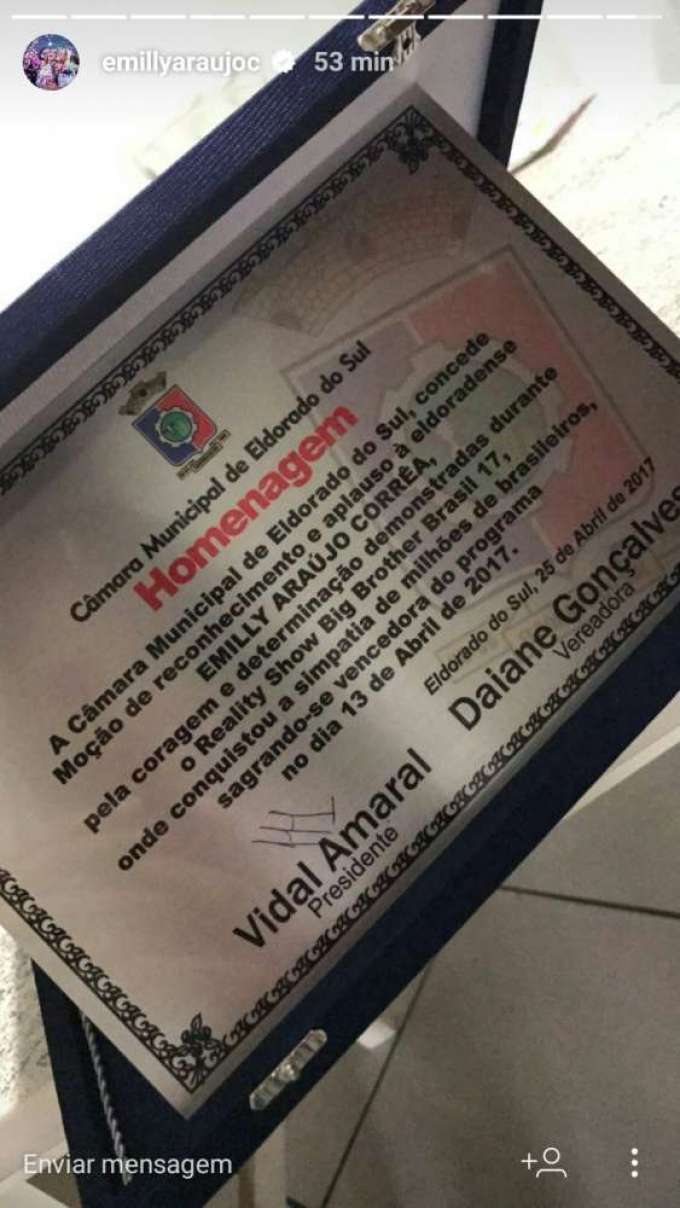 emillyaraujoc 53 min
Câmara Municipal de Eldorado do Sul
Homenagem
A Câmara Municipal de Eldorado do Sul, concede
Moção de reconhecimento e aplauso à eldoradense
EMILLY ARAÚJO CORRÊA,
pela coragem e determinação demonstradas durante
o Reality Show Big Brother Brasil 17,
onde conquistou a simpatia de milhões de brasileiros,
sagrando-se vencedora do programa
no dia 13 de Abril de 2017.
Eldorado do Sul, 25 de Abril de 2017
Vidal Amaral
Presidente
Daiane Gonçalves
Vereadora
Enviar mensagem